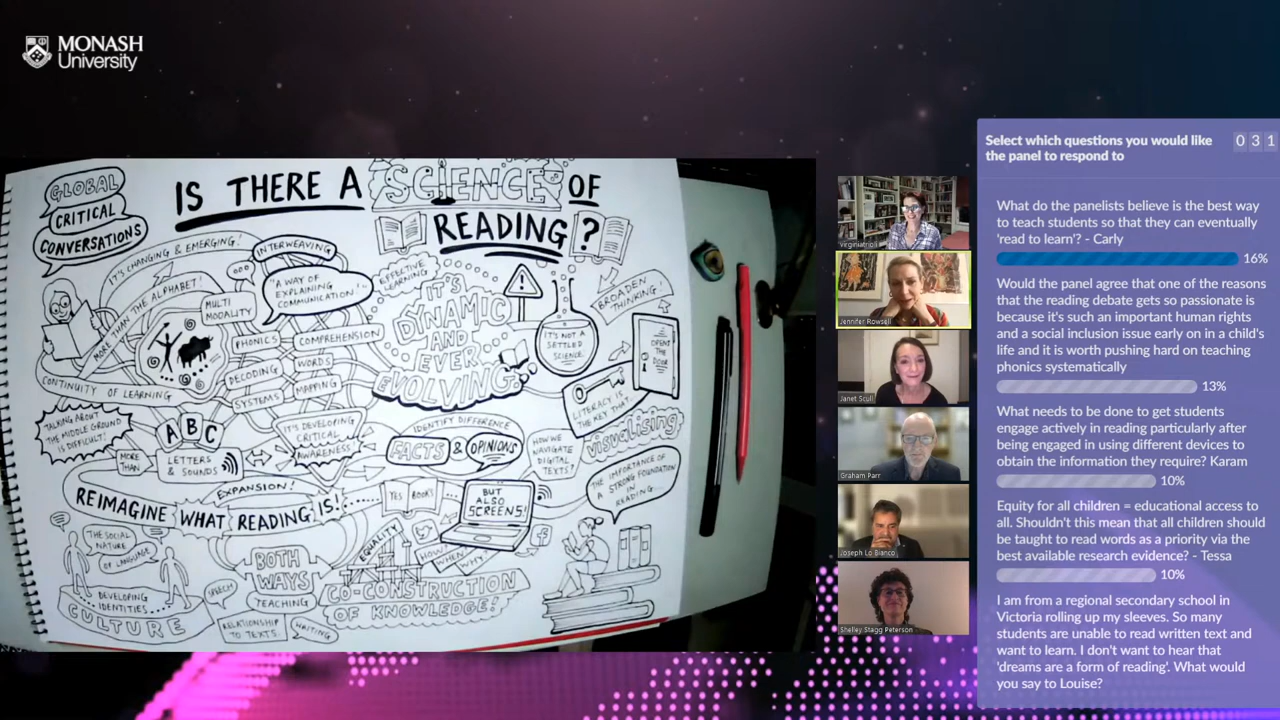 MONASH
University
IS THERE A SCIENCE OF
READING?
GLOBAL
CRITICAL
CONVERSATIONS
IT'S CHANGING & EMERGING!
MORE THAN THE ALPHABET!
INTERWEAVING
"A WAY OF
EXPLAINING
COMMUNICATION!"
MULTI
MODALITY
PHONICS
COMPREHENSION
WORDS
DECODING
MAPPING
SYSTEMS
CONTINUITY OF LEARNING
EFFECTIVE
LEARNING
IT'S
DYNAMIC
AND
EVER
EVOLVING
IT'S NOT A
SETTLED
SCIENCE.
BROADEN
THINKING!
OPENS
THE
DOOR
LITERACY IS
THE KEY THAT
VISUALISING
TALKING ABOUT
THE MIDDLE GROUND
IS DIFFICULT!
ABC
MORE
THAN
LETTERS
& SOUNDS
IT'S DEVELOPING
CRITICAL
AWARENESS
IDENTIFY DIFFERENCE
FACTS & OPINIONS
HOW WE
NAVIGATE
DIGITAL
TEXTS?
THE IMPORTANCE OF
A STRONG FOUNDATION
IN
READING
EXPANSION!
REIMAGINE WHAT READING IS!
YES BOOKS
BUT
ALSO
SCREENS!
THE SOCIAL
NATURE
OF LANGUAGE
DEVELOPING
IDENTITIES
CULTURE
BOTH
WAYS
TEACHING
SPEECH
RELATIONSHIP
TO TEXTS
WRITING
EQUALITY
HOW?
WHEN?
WHY?
CO-CONSTRUCTION
OF KNOWLEDGE!
virginiatrioli
Jennifer Rowsell
Janet Scull
Graham Parr
Joseph Lo Bianco
Shelley Stagg Peterson
Select which questions you would like
the panel to respond to
031
What do the panelists believe is the best way
to teach students so that they can eventually
'read to learn'? - Carly
16%
Would the panel agree that one of the reasons
that the reading debate gets so passionate is
because it's such an important human rights
and a social inclusion issue early on in a child's
life and it is worth pushing hard on teaching
phonics systematically
13%
What needs to be done to get students
engage actively in reading particularly after
being engaged in using different devices to
obtain the information they require? Karam
10%
Equity for all children = educational access to
all. Shouldn't this mean that all children should
be taught to read words as a priority via the
best available research evidence? - Tessa
10%
I am from a regional secondary school in
Victoria rolling up my sleeves. So many
students are unable to read written text and
want to learn. I don't want to hear that
'dreams are a form of reading'. What would
you say to Louise?